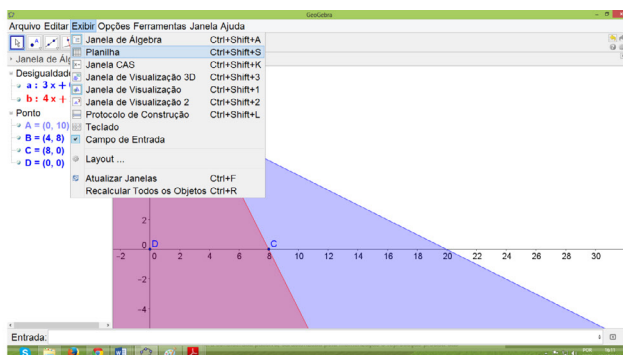 GeoGebra
Arquivo Editar Exibir Opções Ferramentas Janela Ajuda
Janela de Álg
Desigualdade
a : 3 x +
b : 4 x +
Ponto
A = (0, 10)
B = (4, 8)
C = (8, 0)
D = (0, 0)
Janela de Álgebra Ctrl+Shift+A
Planilha Ctrl+Shift+S
Janela CAS Ctrl+Shift+K
Janela de Visualização 3D Ctrl+Shift+3
Janela de Visualização Ctrl+Shift+1
Janela de Visualização 2 Ctrl+Shift+2
Protocolo de Construção Ctrl+Shift+L
Teclado
Campo de Entrada
Layout ...
Atualizar Janelas Ctrl+F
Recalcular Todos os Objetos Ctrl+R
2
0 D C
-2 0 2 4 6 8 10 12 14 16 18 20 22 24 26 28 30
-2
-4
Entrada: